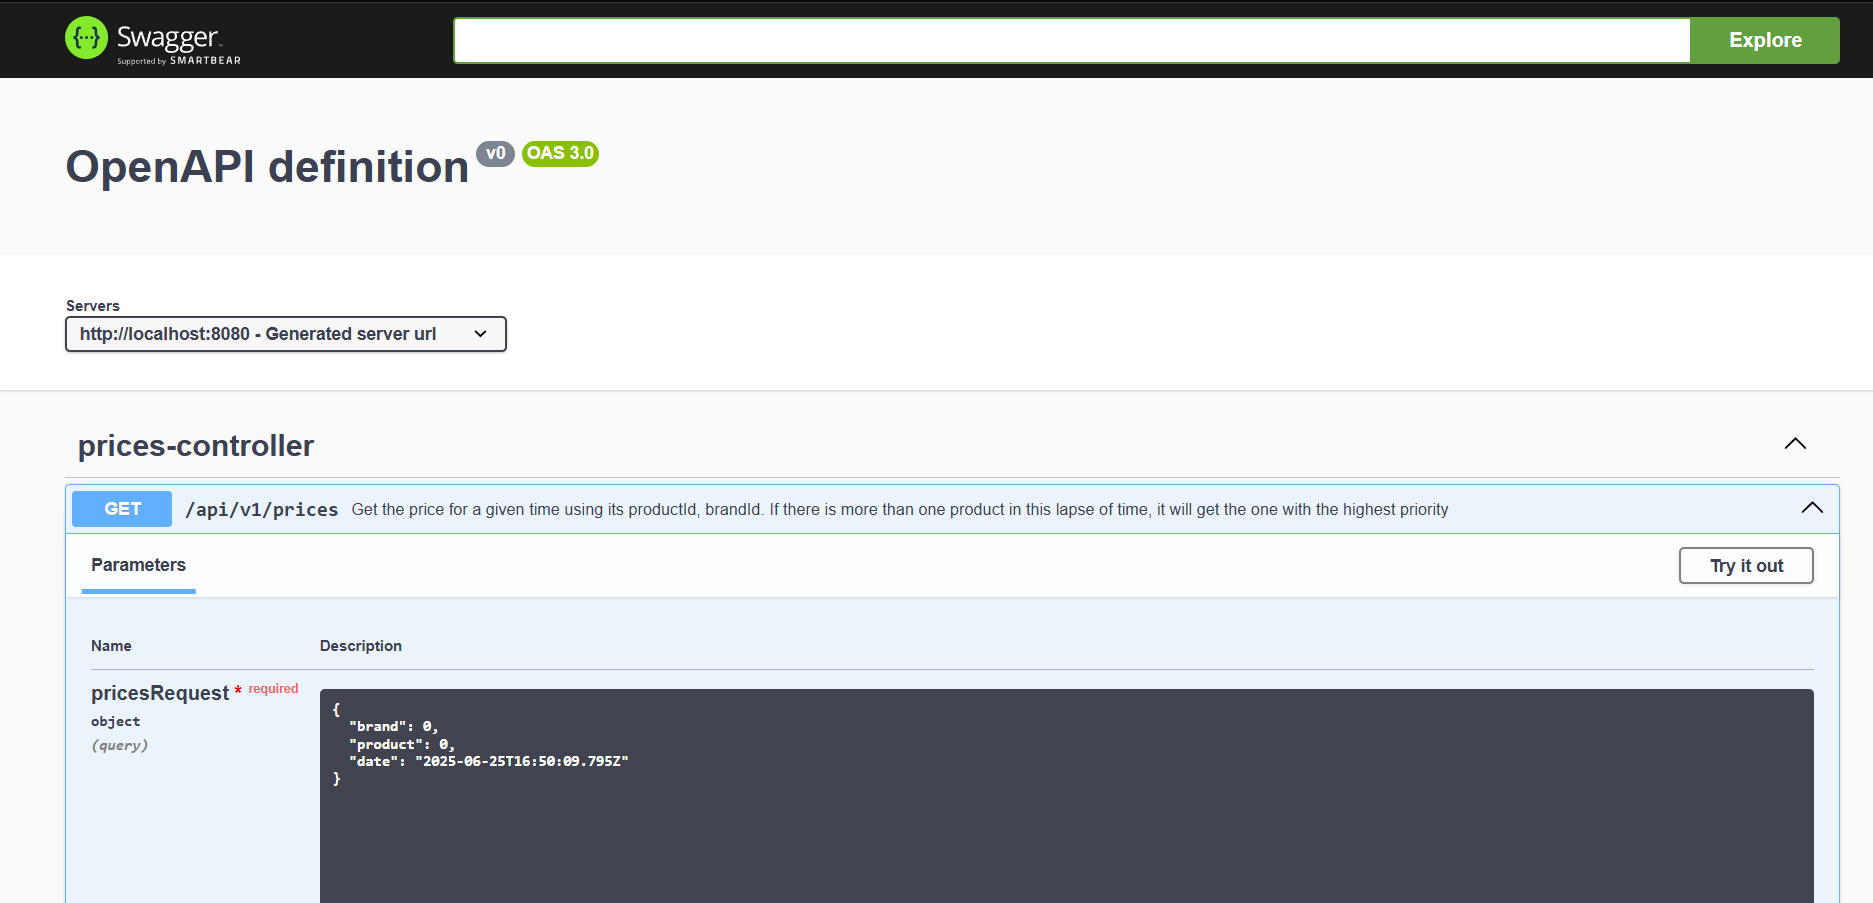 {···} Swagger
Supported by SMARTBEAR
Explore
OpenAPI definition v0 OAS 3.0
Servers
http://localhost:8080 - Generated server url
prices-controller
GET /api/v1/prices Get the price for a given time using its productId, brandId. If there is more than one product in this lapse of time, it will get the one with the highest priority
Parameters
Try it out
Name Description
pricesRequest * required
object
(query)
{
"brand": 0,
"product": 0,
"date": "2025-06-25T16:50:09.795Z"
}